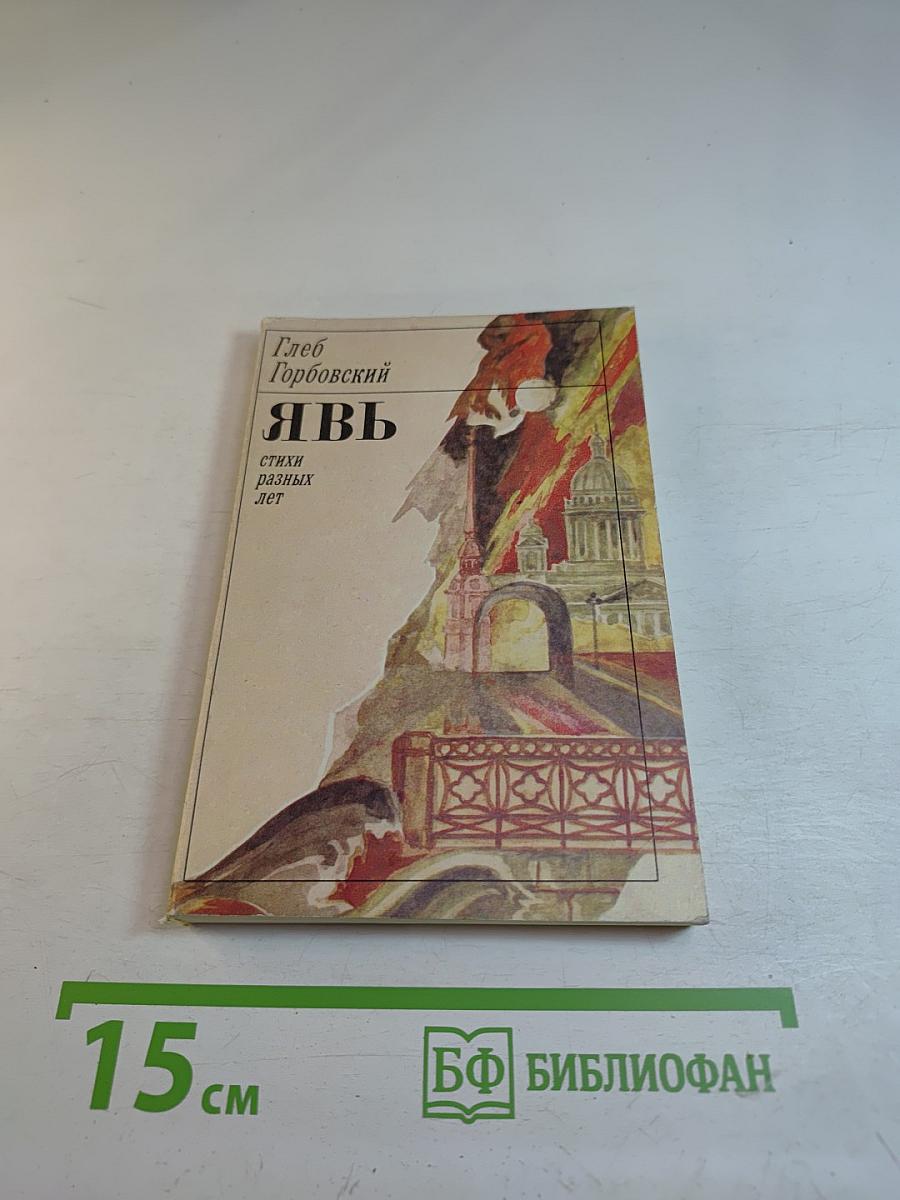 Глеб
Горбовский
ЯВЬ
стихи
разных
лет
15 см
БФ БИБЛИОФАН